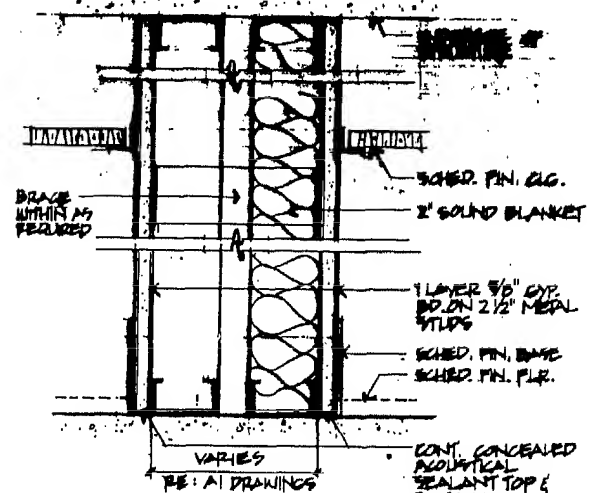 SCHED. FIN. CLG.
2" SOUND BLANKET
BRACE
WITHIN AS
REQUIRED
1 LAYER 5/8" GYP.
BD. ON 2 1/2" METAL
STUDS
SCHED. FIN. BASE
SCHED. FIN. FLR.
VARIES
RE: A1 DRAWINGS
CONT. CONCEALED
ACOUSTICAL
SEALANT TOP &